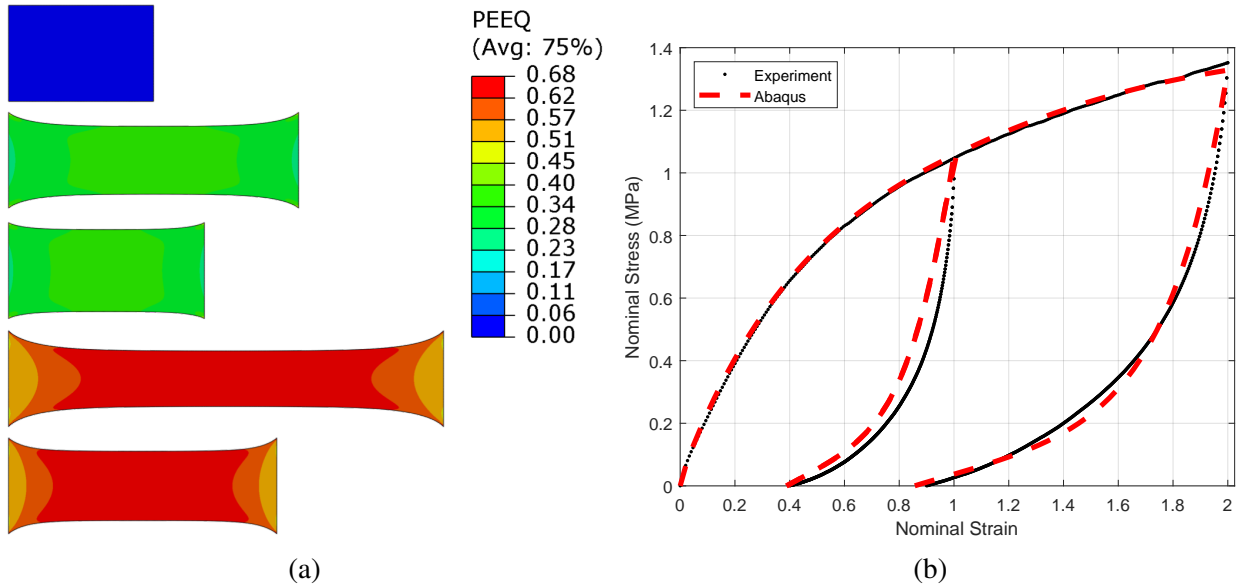 PEEQ
(Avg: 75%)
0.68
0.62
0.57
0.51
0.45
0.40
0.34
0.28
0.23
0.17
0.11
0.06
0.00
(a)
1.4
1.2
1
0.8
0.6
0.4
0.2
0
Nominal Stress (MPa)
Experiment
Abaqus
0 0.2 0.4 0.6 0.8 1 1.2 1.4 1.6 1.8 2
Nominal Strain
(b)